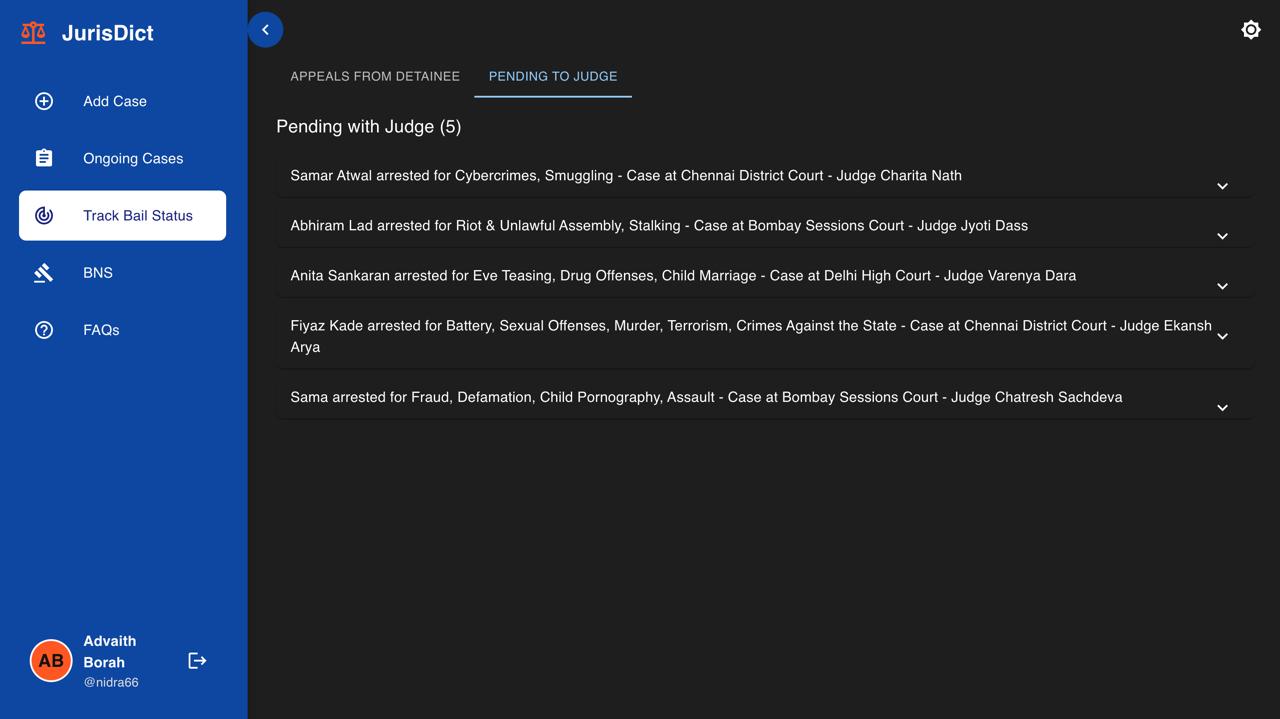 JurisDict
Add Case
Ongoing Cases
Track Bail Status
BNS
FAQs
AB
Advaith
Borah
@nidra66
APPEALS FROM DETAINEE
PENDING TO JUDGE
Pending with Judge (5)
Samar Atwal arrested for Cybercrimes, Smuggling - Case at Chennai District Court - Judge Charita Nath
Abhiram Lad arrested for Riot & Unlawful Assembly, Stalking - Case at Bombay Sessions Court - Judge Jyoti Dass
Anita Sankaran arrested for Eve Teasing, Drug Offenses, Child Marriage - Case at Delhi High Court - Judge Varenya Dara
Fiyaz Kade arrested for Battery, Sexual Offenses, Murder, Terrorism, Crimes Against the State - Case at Chennai District Court - Judge Ekansh
Arya
Sama arrested for Fraud, Defamation, Child Pornography, Assault - Case at Bombay Sessions Court - Judge Chatresh Sachdeva